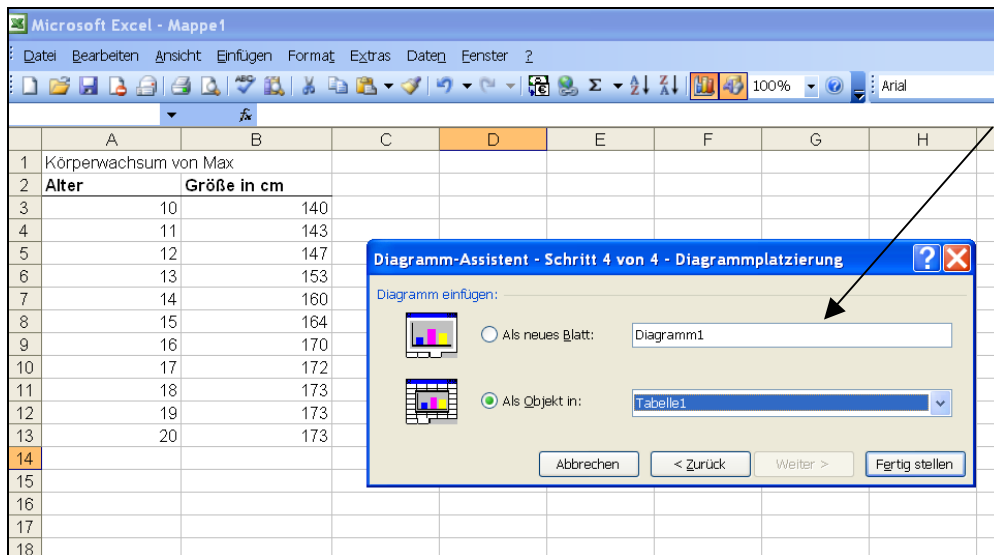 Microsoft Excel - Mappe1
Datei Bearbeiten Ansicht Einfügen Format Extras Daten Fenster ?
100% Arial
fx
A B C D E F G H
1 Körperwachsum von Max
2 Alter Größe in cm
3 10 140
4 11 143
5 12 147
6 13 153
7 14 160
8 15 164
9 16 170
10 17 172
11 18 173
12 19 173
13 20 173
14
15
16
17
18
Diagramm-Assistent - Schritt 4 von 4 - Diagrammplatzierung
Diagramm einfügen:
Als neues Blatt: Diagramm1
Als Objekt in: Tabelle1
Abbrechen < Zurück Weiter > Fertig stellen